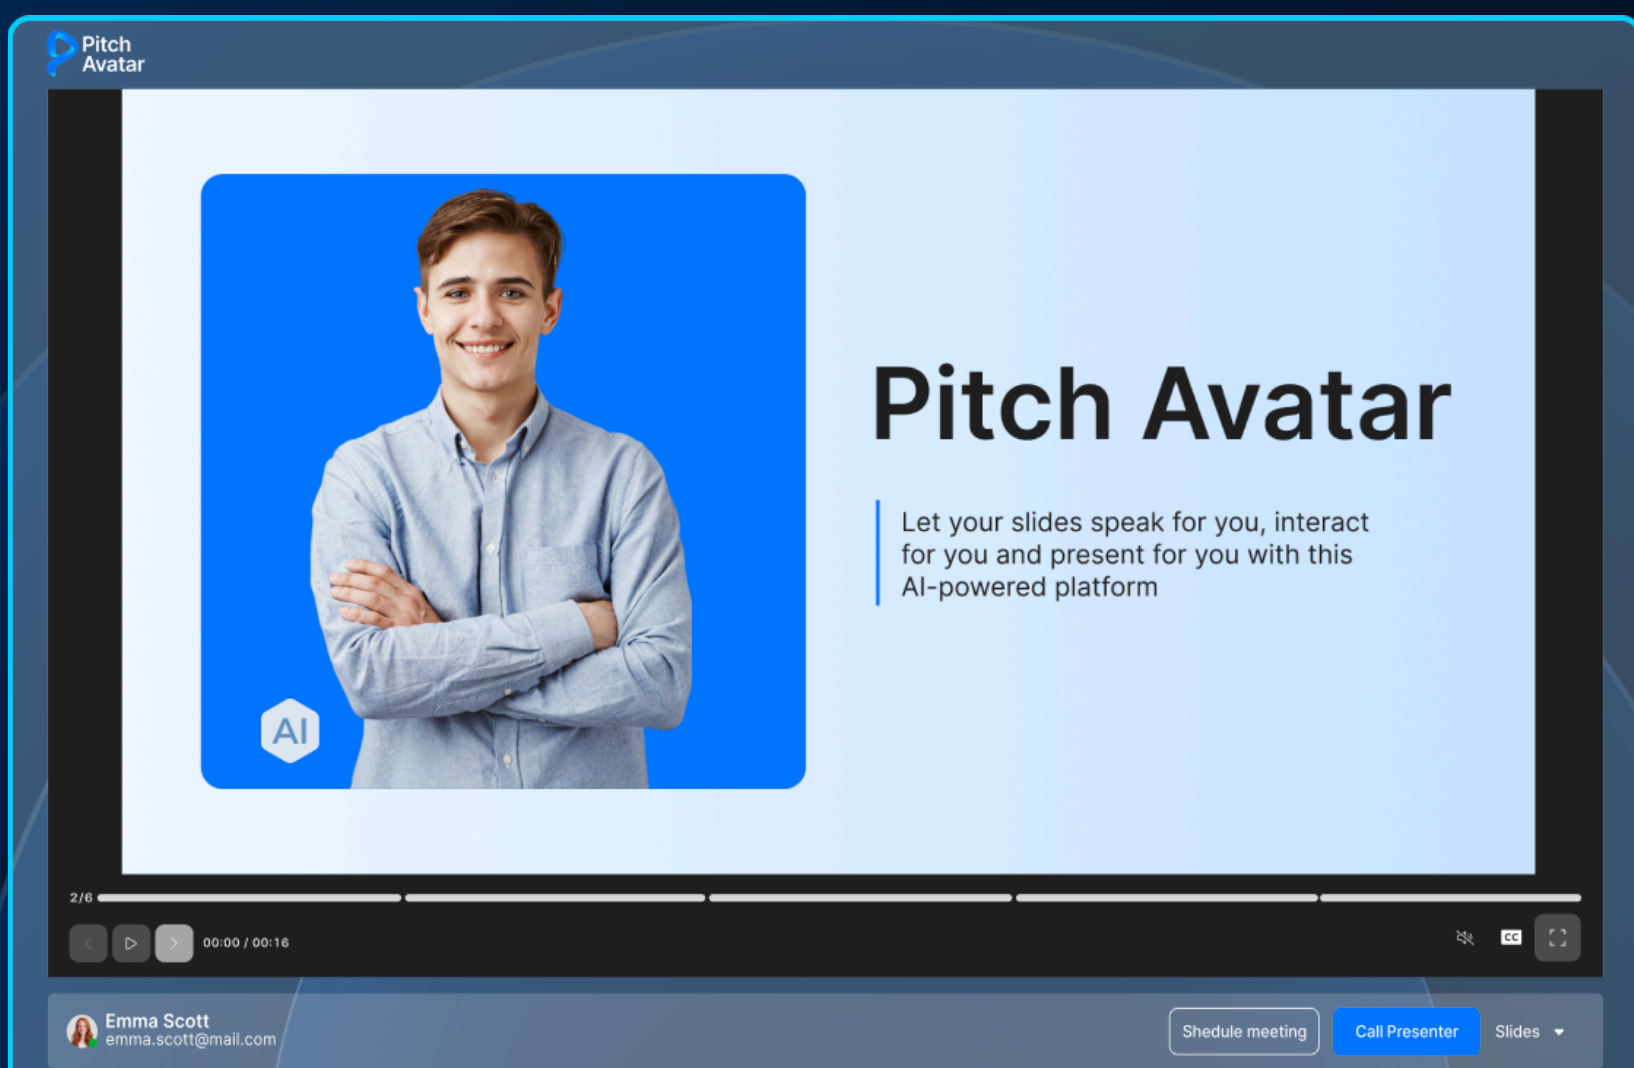 Pitch
Avatar
Pitch Avatar
Let your slides speak for you, interact
for you and present for you with this
AI-powered platform
AI
2/6
00:00 / 00:16
CC
Emma Scott
emma.scott@mail.com
Shedule meeting
Call Presenter
Slides